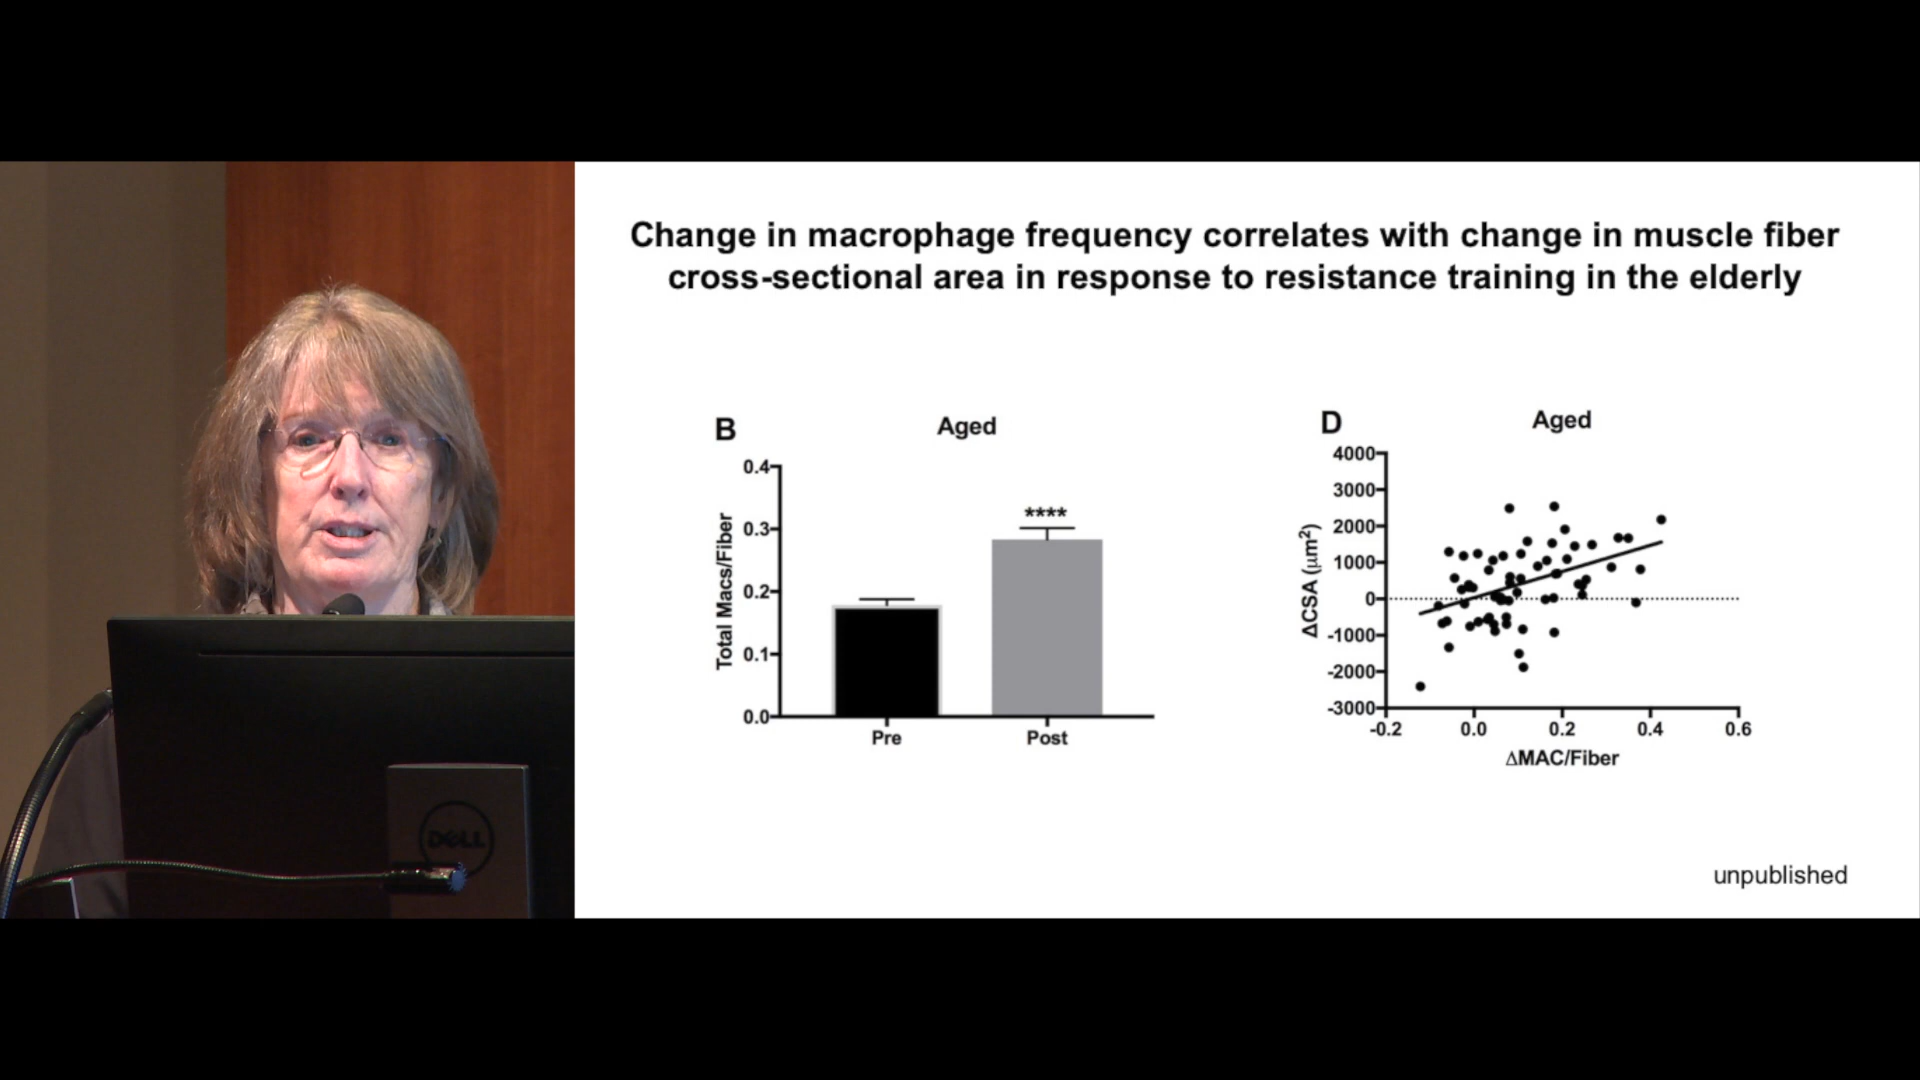 Change in macrophage frequency correlates with change in muscle fiber
cross-sectional area in response to resistance training in the elderly
B
Aged
Total Macs/Fiber
0.4
0.3
0.2
0.1
0.0
****
Pre
Post
D
Aged
ΔCSA (μm²)
4000
3000
2000
1000
0
-1000
-2000
-3000
-0.2
0.0
0.2
0.4
0.6
ΔMAC/Fiber
unpublished
DELL